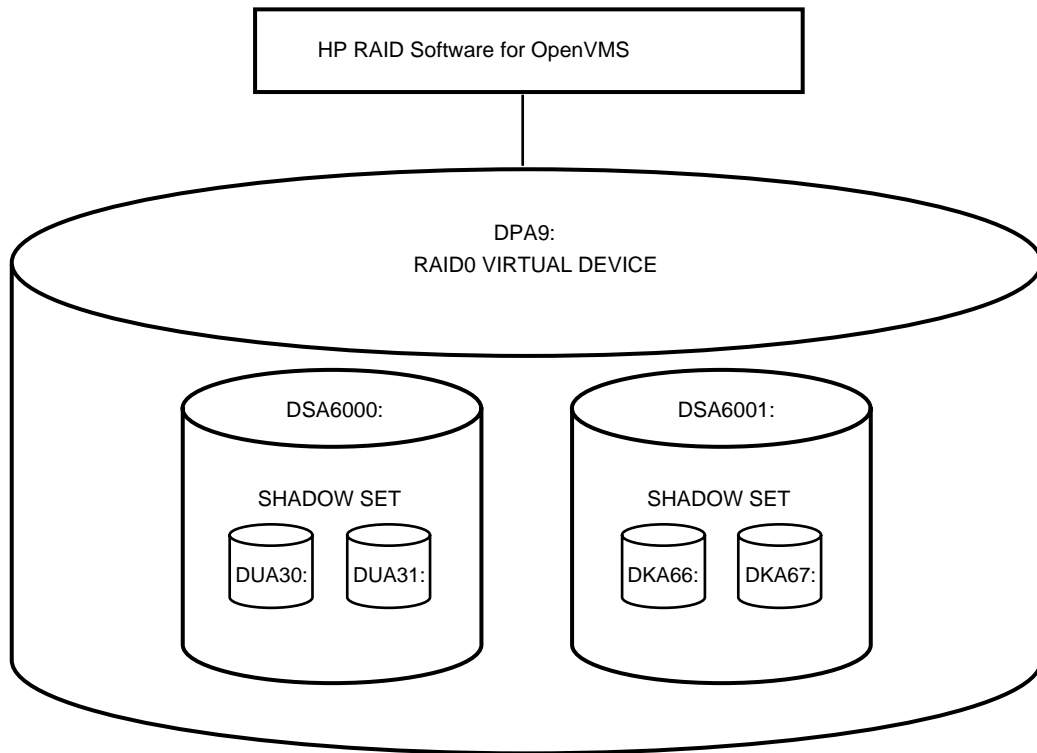 HP RAID Software for OpenVMS
DPA9:
RAID0 VIRTUAL DEVICE
DSA6000:
DSA6001:
SHADOW SET
SHADOW SET
DUA30:
DUA31:
DKA66:
DKA67: